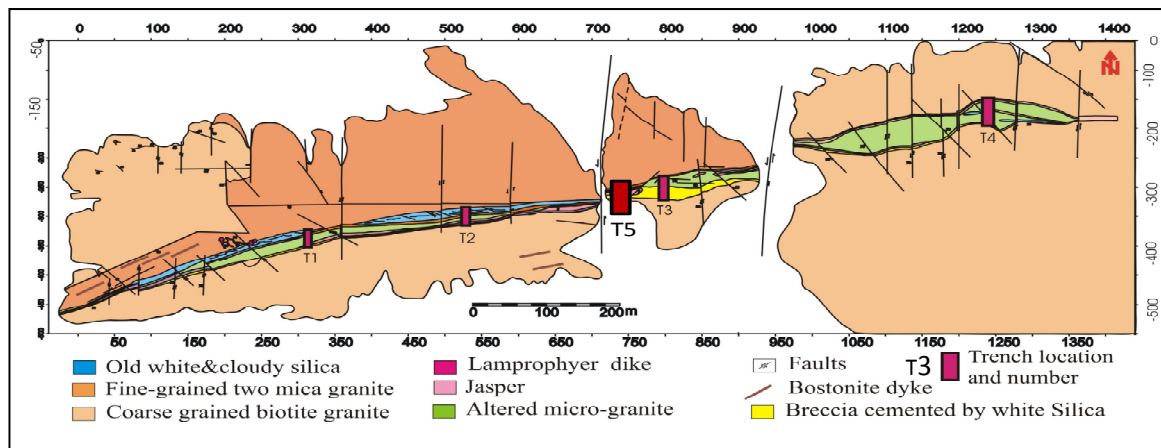 0 100 200 300 400 500 600 700 800 900 1000 1100 1200 1300 1400
-50
0
N
-100
-150
T4
-200
T3
-300
T5
T2
T1
-400
0 100 200m
-500
50 150 250 350 450 550 650 750 850 950 1050 1150 1250 1350
Old white&cloudy silica
Lamprophyer dike
Faults
T3
Trench location
and number
Fine-grained two mica granite
Jasper
Bostonite dyke
Coarse grained biotite granite
Altered micro-granite
Breccia cemented by white Silica